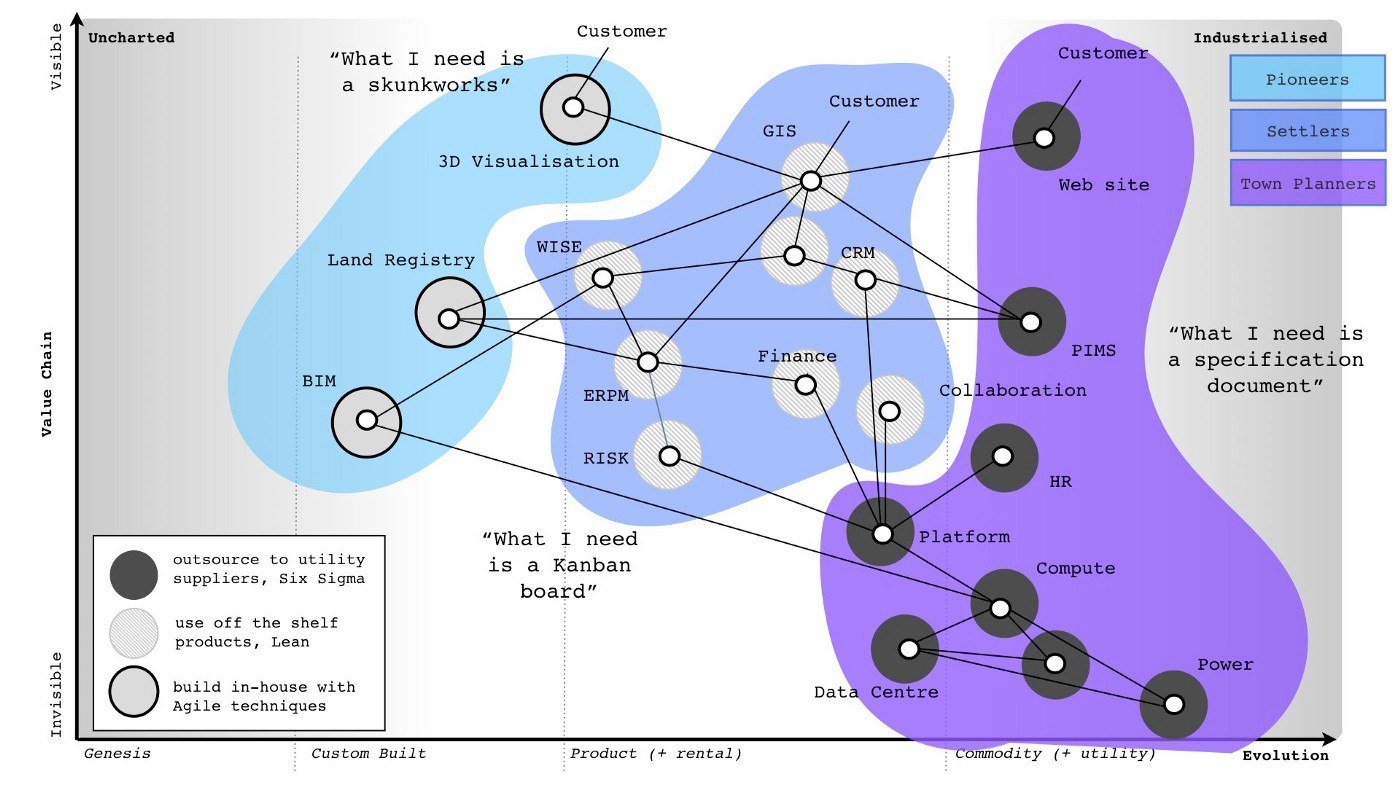 Visible
Uncharted
Customer
“What I need is
a skunkworks”
3D Visualisation
Customer
GIS
Customer
Industrialised
Pioneers
Settlers
Town Planners
Web site
WISE
CRM
Land Registry
Value Chain
BIM
ERPM
Finance
RISK
PIMS
“What I need is
a specification
document”
Collaboration
HR
“What I need
is a Kanban
board”
Platform
Compute
Data Centre
Power
outsource to utility
suppliers, Six Sigma
use off the shelf
products, Lean
build in-house with
Agile techniques
Invisible
Genesis
Custom Built
Product (+ rental)
Commodity (+ utility)
Evolution